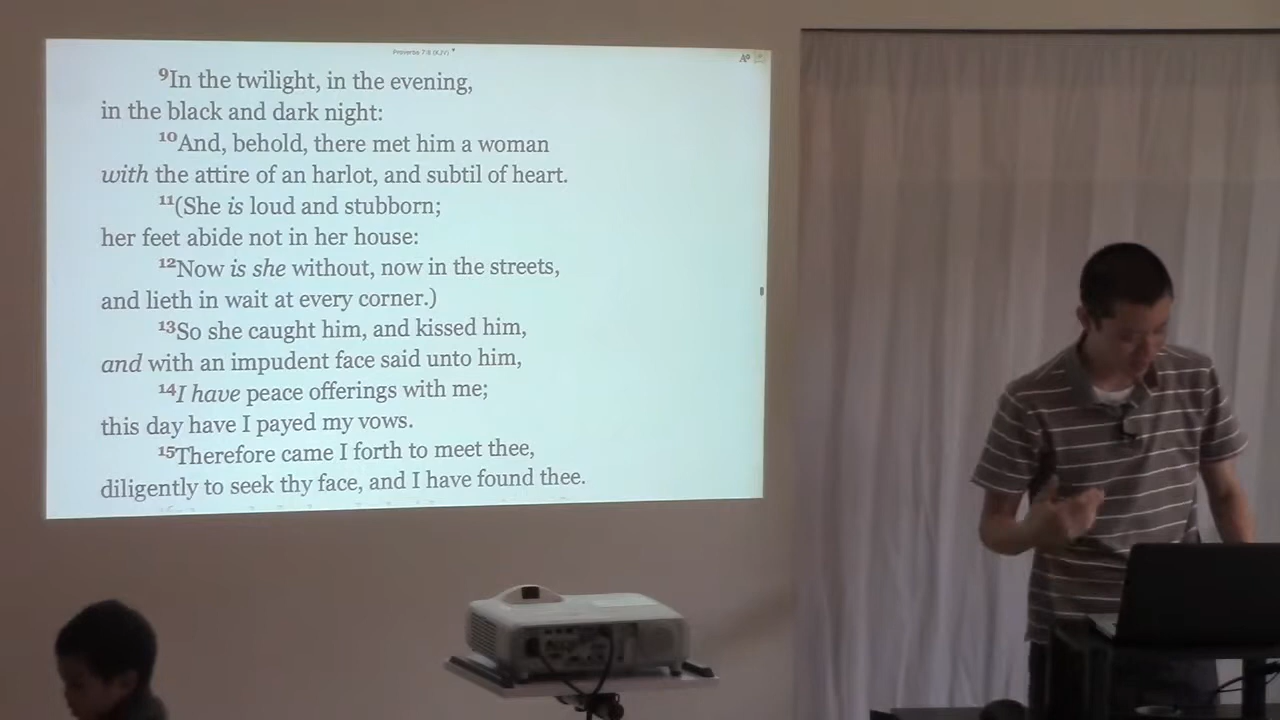 Proverbs 7:8 (KJV)
9In the twilight, in the evening,
in the black and dark night:
10And, behold, there met him a woman
with the attire of an harlot, and subtil of heart.
11(She is loud and stubborn;
her feet abide not in her house:
12Now is she without, now in the streets,
and lieth in wait at every corner.)
13So she caught him, and kissed him,
and with an impudent face said unto him,
14I have peace offerings with me;
this day have I payed my vows.
15Therefore came I forth to meet thee,
diligently to seek thy face, and I have found thee.